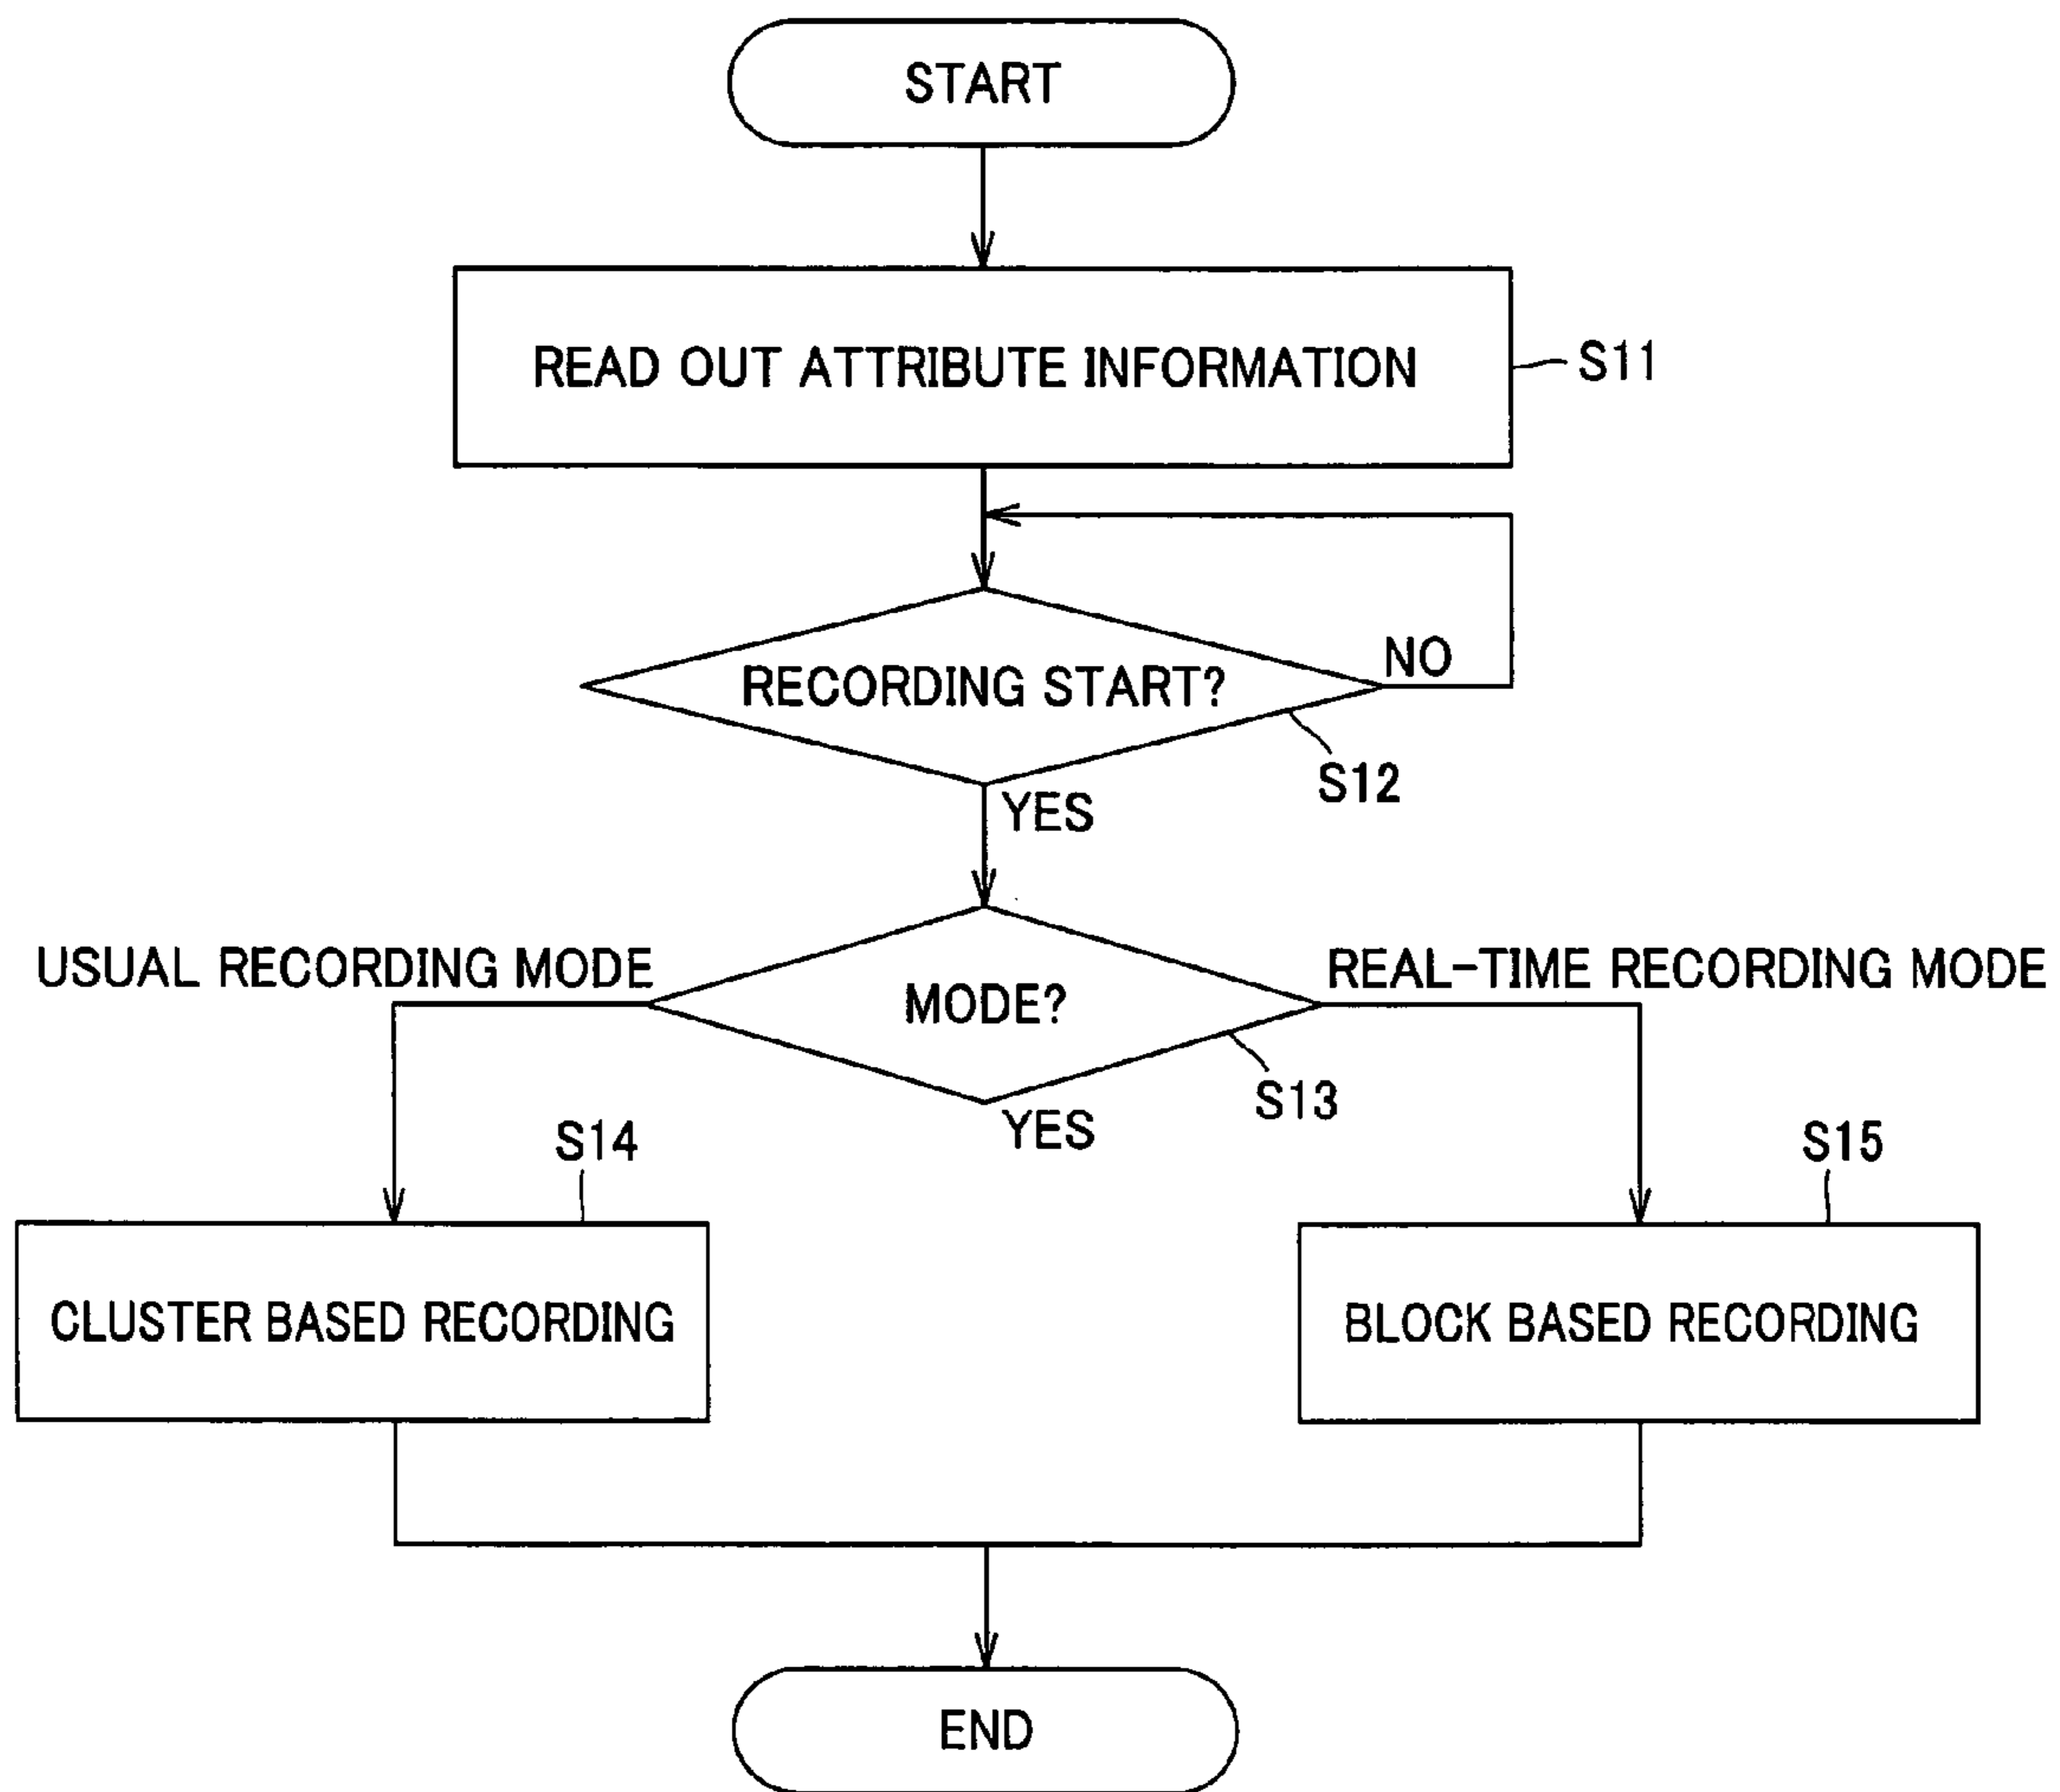 START
READ OUT ATTRIBUTE INFORMATION
S11
NO
RECORDING START?
S12
YES
USUAL RECORDING MODE
REAL-TIME RECORDING MODE
MODE?
S13
YES
S14
S15
CLUSTER BASED RECORDING
BLOCK BASED RECORDING
END